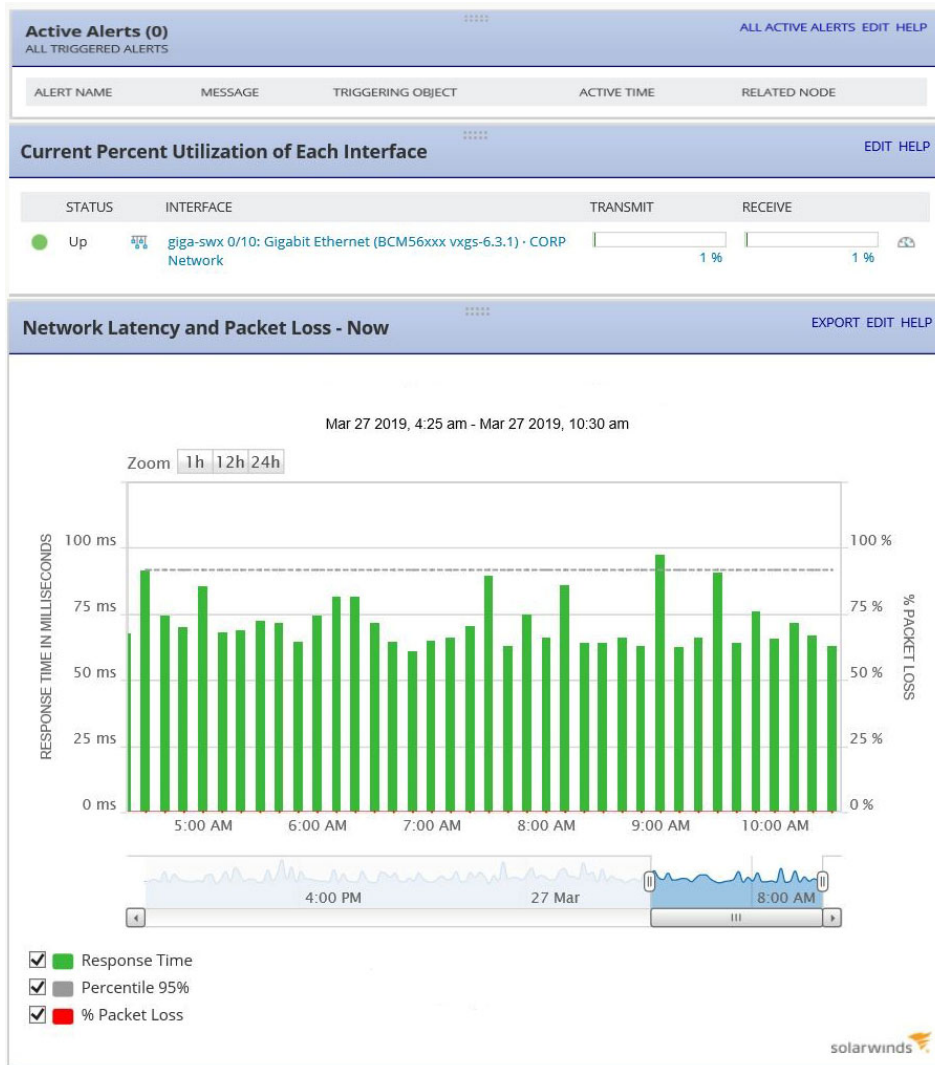 Active Alerts (0)
ALL ACTIVE ALERTS EDIT HELP
ALL TRIGGERED ALERTS
ALERT NAME MESSAGE TRIGGERING OBJECT ACTIVE TIME RELATED NODE
Current Percent Utilization of Each Interface
EDIT HELP
STATUS INTERFACE TRANSMIT RECEIVE
Up giga-swx 0/10: Gigabit Ethernet (BCM56xxx vxgs-6.3.1) · CORP
Network
1 % 1 %
Network Latency and Packet Loss - Now
EXPORT EDIT HELP
Mar 27 2019, 4:25 am - Mar 27 2019, 10:30 am
Zoom 1h 12h 24h
RESPONSE TIME IN MILLISECONDS
100 ms
75 ms
50 ms
25 ms
0 ms
100 %
75 %
50 %
25 %
0 %
% PACKET LOSS
5:00 AM 6:00 AM 7:00 AM 8:00 AM 9:00 AM 10:00 AM
4:00 PM 27 Mar 8:00 AM
Response Time
Percentile 95%
% Packet Loss
solarwinds